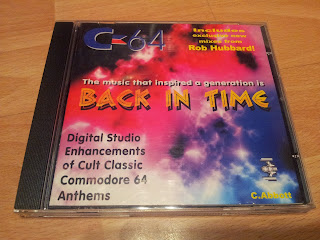 C=64
Includes
exclusive new
mixes from
Rob Hubbard!
The music that inspired a generation is
BACK IN TIME
Digital Studio
Enhancements
of Cult Classic
Commodore 64
Anthems
C.Abbott